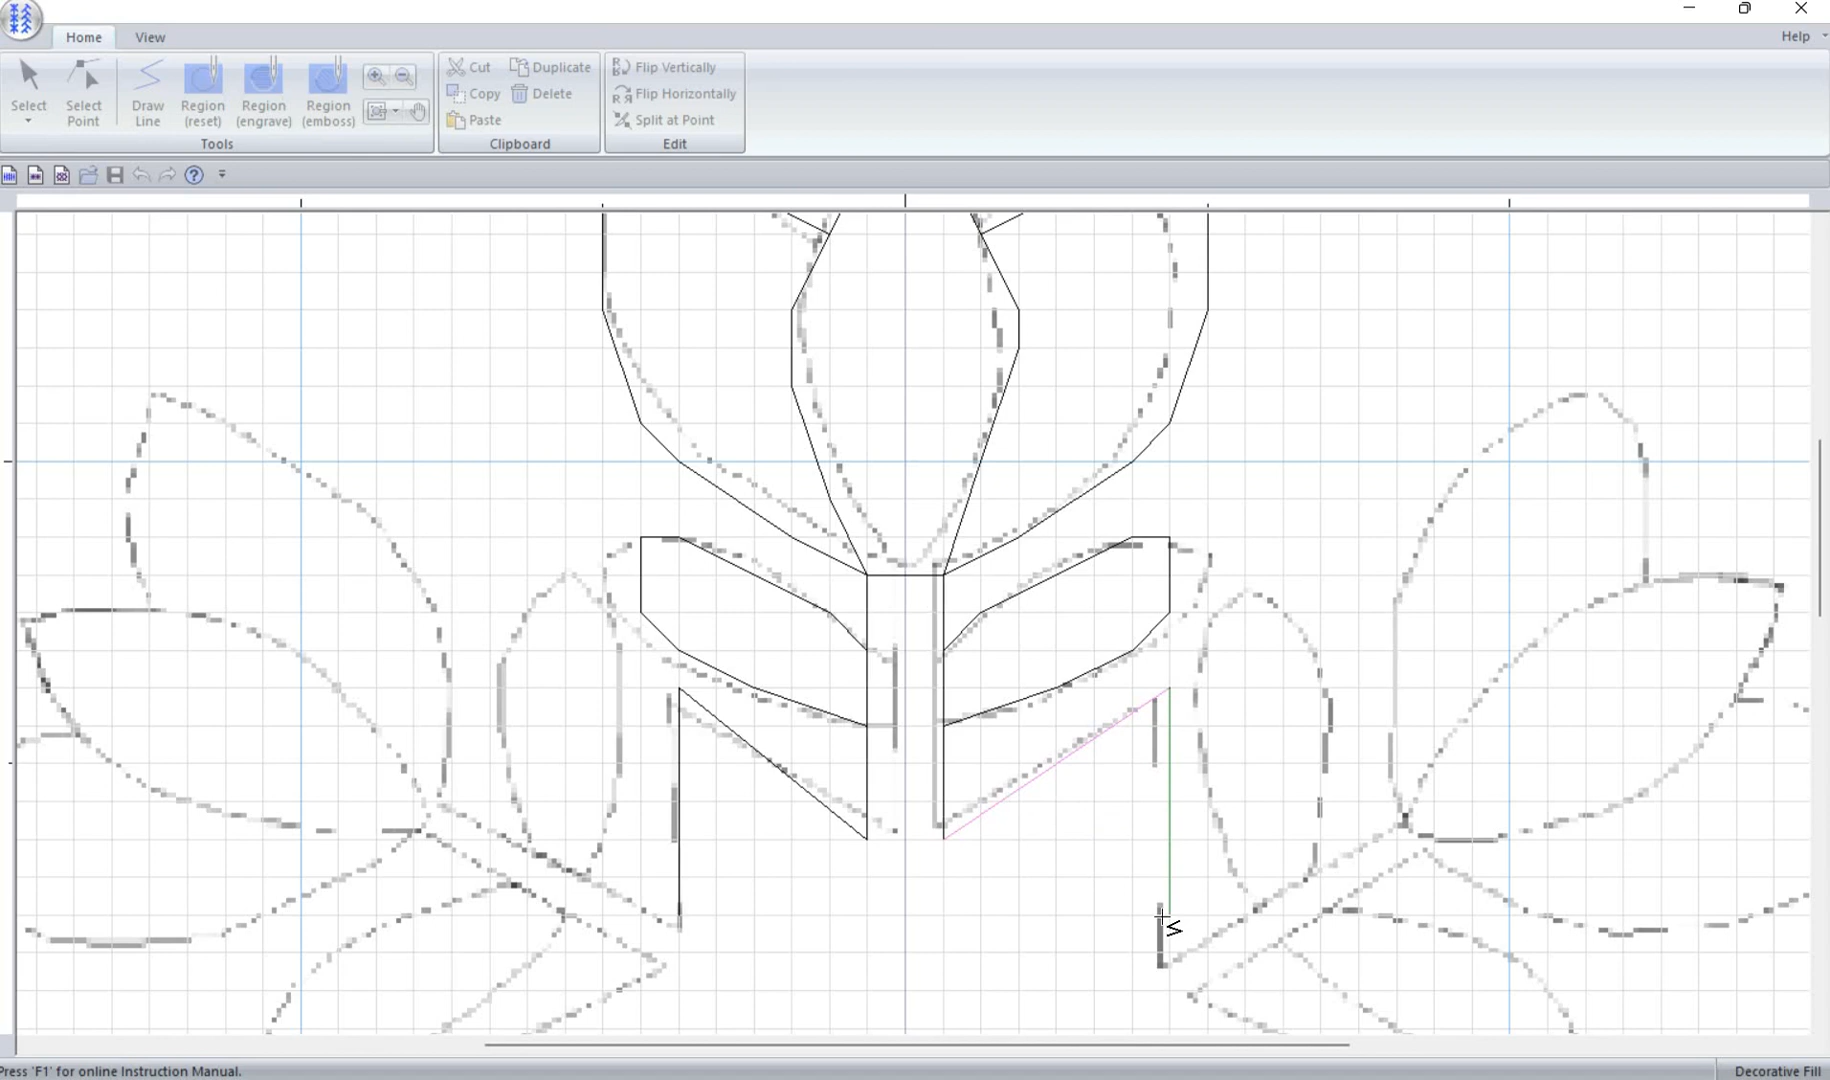 Home View Help
Select Select Point Draw Line Region (reset) Region (engrave) Region (emboss)
Cut Duplicate
Copy Delete
Paste
Flip Vertically
Flip Horizontally
Split at Point
Tools Clipboard Edit
Press 'F1' for online Instruction Manual. Decorative Fill